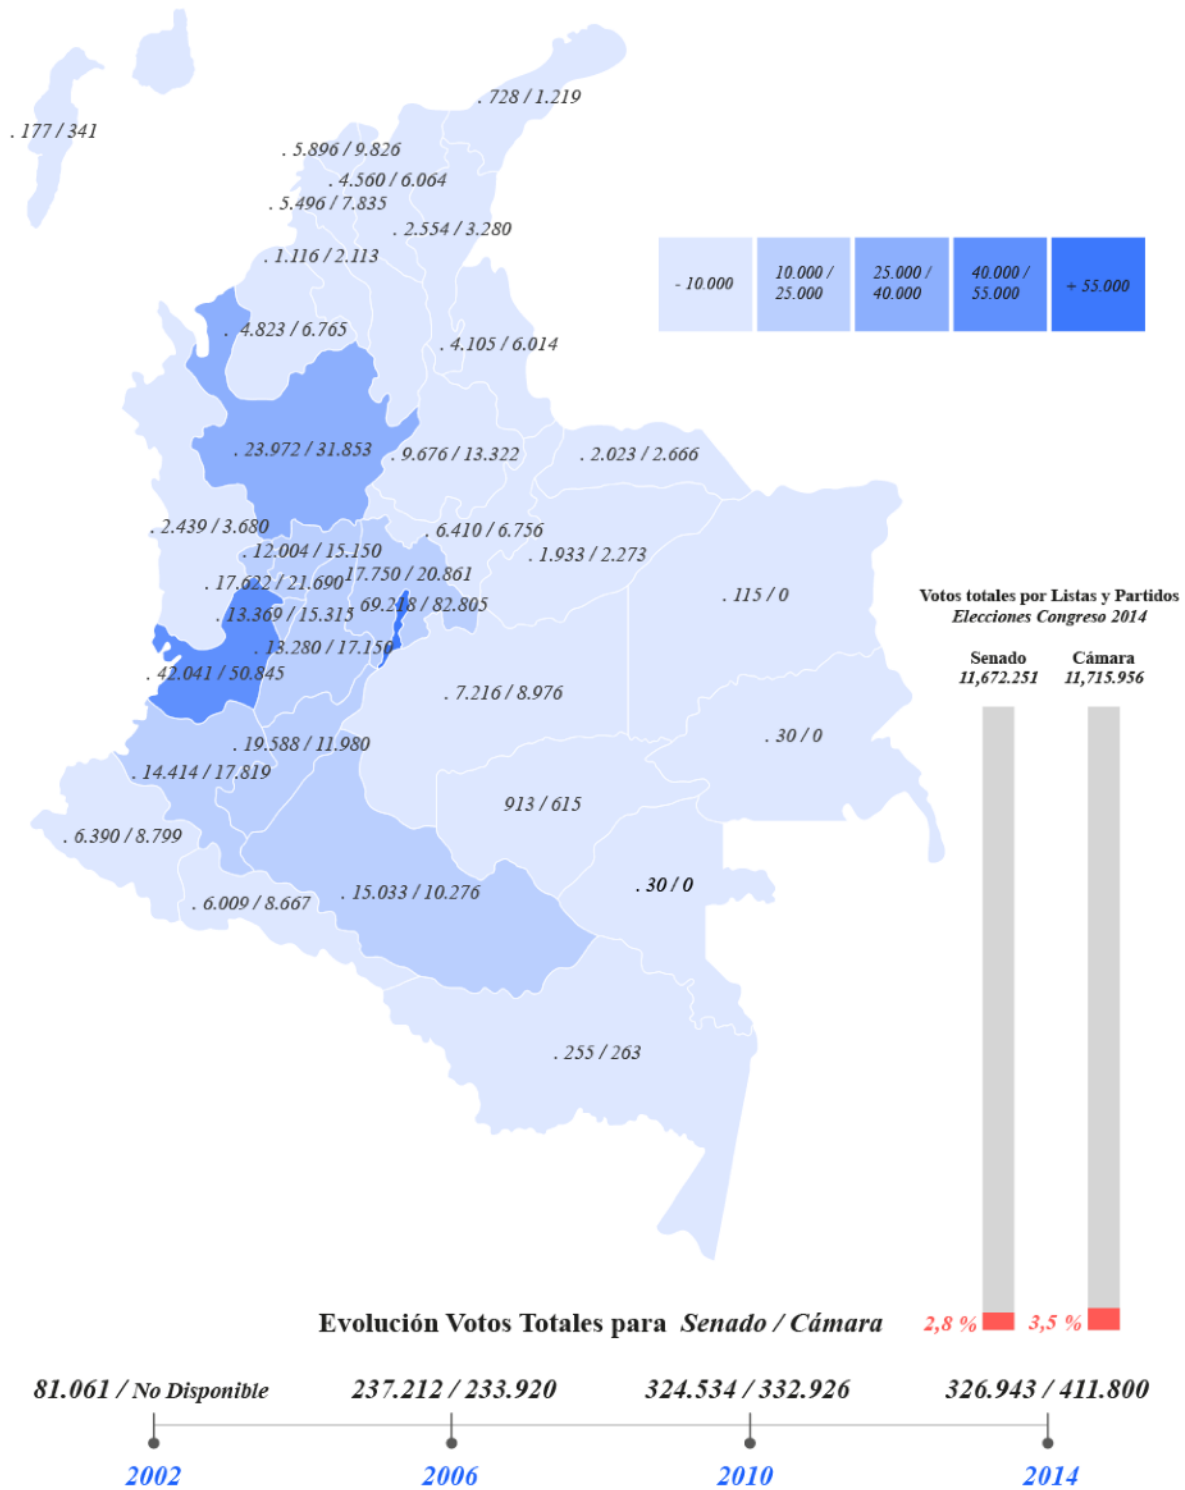 . 728 / 1.219
. 177 / 341
. 5.896 / 9.826
. 4.560 / 6.064
. 5.496 / 7.835
. 2.554 / 3.280
. 1.116 / 2.113
- 10.000
10.000 /
25.000
25.000 /
40.000
40.000 /
55.000
+ 55.000
. 4.823 / 6.765
. 4.105 / 6.014
. 23.972 / 31.853
. 9.676 / 13.322
. 2.023 / 2.666
. 2.439 / 3.680
. 6.410 / 6.756
. 12.004 / 15.150
. 1.933 / 2.273
17.750 / 20.861
. 17.622 / 21.690
. 115 / 0
69.218 / 82.805
. 13.369 / 15.315
. 13.280 / 17.150
. 42.041 / 50.845
. 7.216 / 8.976
. 30 / 0
. 19.588 / 11.980
. 14.414 / 17.819
913 / 615
. 6.390 / 8.799
. 30 / 0
. 15.033 / 10.276
. 6.009 / 8.667
. 255 / 263
Votos totales por Listas y Partidos
Elecciones Congreso 2014
Senado
11,672.251
Cámara
11,715.956
2,8 %
3,5 %
Evolución Votos Totales para Senado / Cámara
81.061 / No Disponible
237.212 / 233.920
324.534 / 332.926
326.943 / 411.800
2002
2006
2010
2014